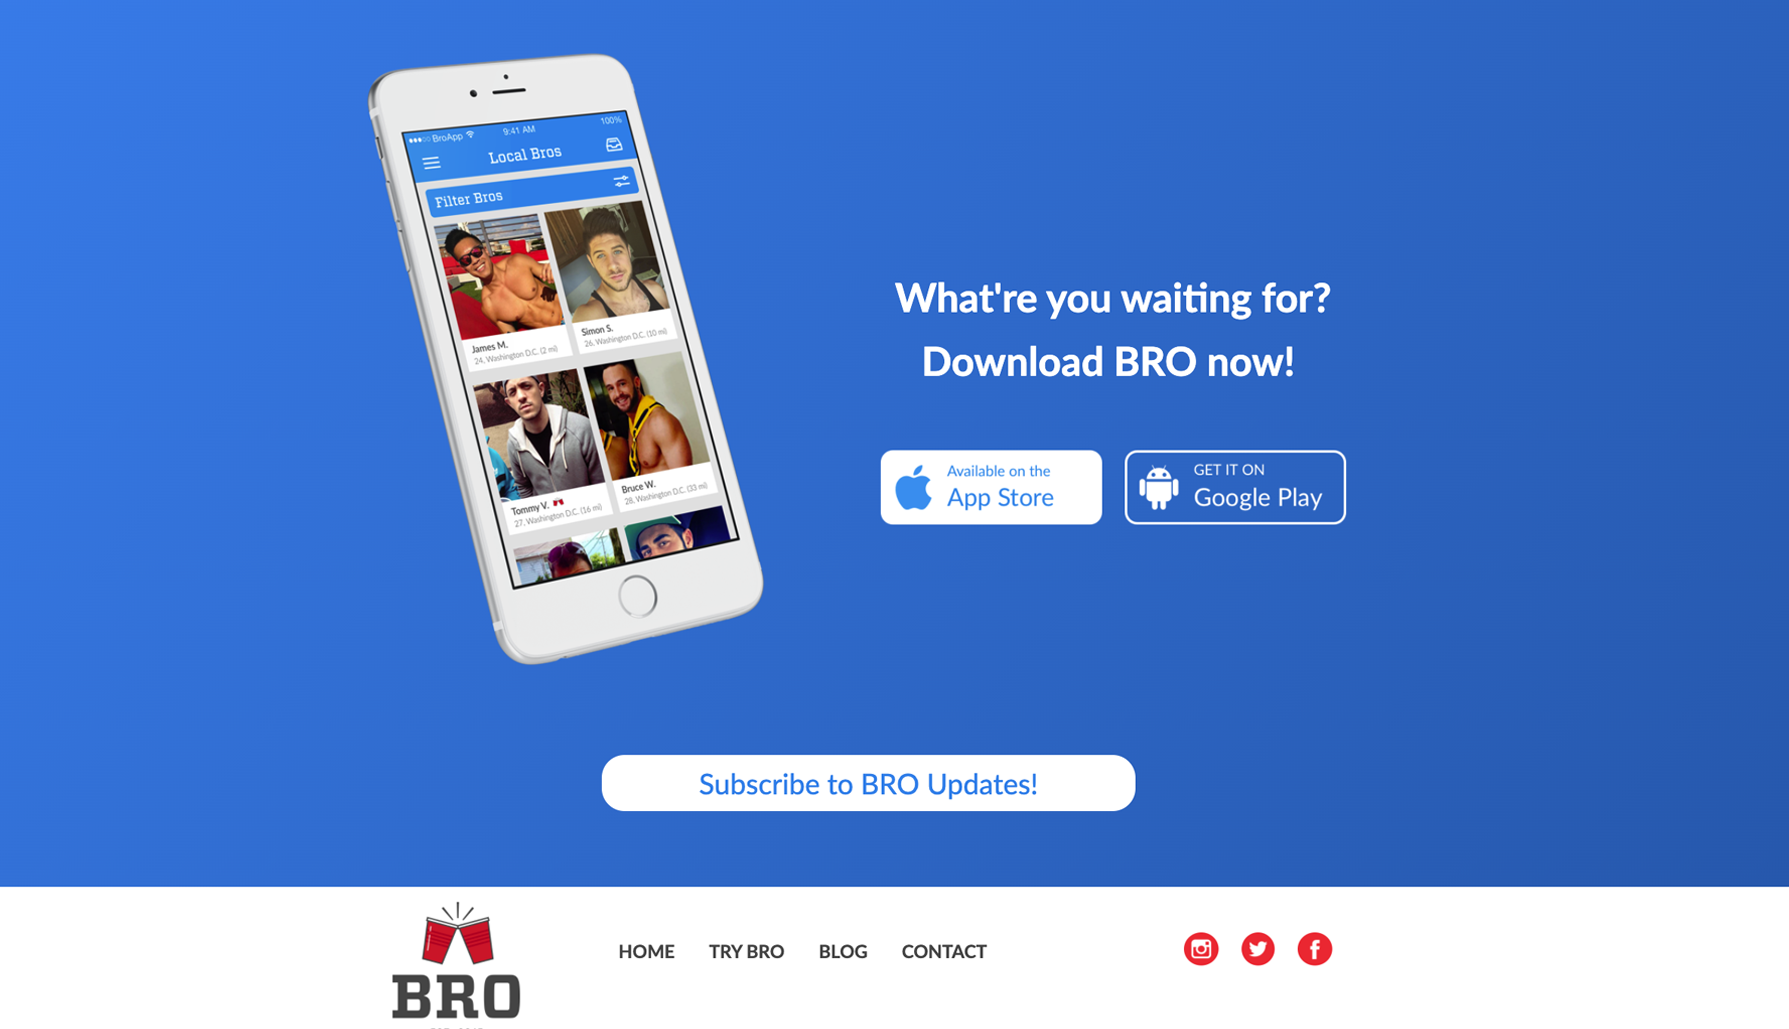 BroApp
9:41 AM
100%
Local Bros
Filter Bros
James M.
24, Washington D.C. (2 mi)
Simon S.
26, Washington D.C. (10 mi)
Tommy V.
27, Washington D.C. (16 mi)
Bruce W.
28, Washington D.C. (33 mi)
What're you waiting for?
Download BRO now!
Available on the
App Store
GET IT ON
Google Play
Subscribe to BRO Updates!
BRO
HOME
TRY BRO
BLOG
CONTACT